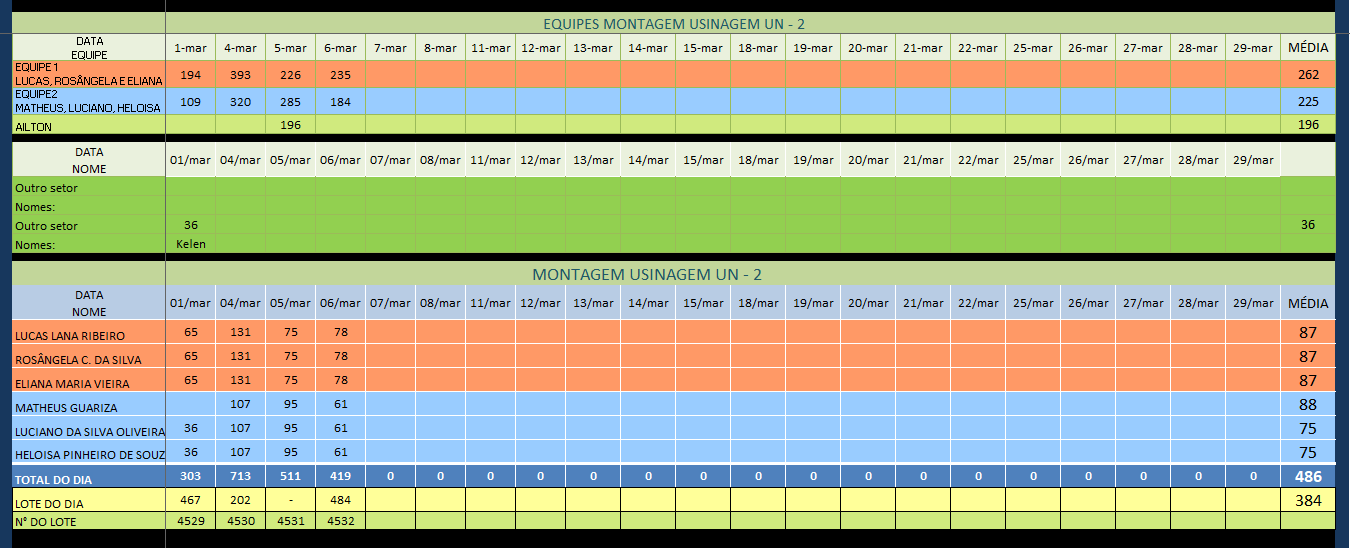 EQUIPES MONTAGEM USINAGEM UN - 2
DATA
EQUIPE
1-mar 4-mar 5-mar 6-mar 7-mar 8-mar 11-mar 12-mar 13-mar 14-mar 15-mar 18-mar 19-mar 20-mar 21-mar 22-mar 25-mar 26-mar 27-mar 28-mar 29-mar MÉDIA
EQUIPE 1
LUCAS, ROSÂNGELA E ELIANA 194 393 226 235 262
EQUIPE2
MATHEUS, LUCIANO, HELOISA 109 320 285 184 225
AILTON 196 196
DATA
NOME
01/mar 04/mar 05/mar 06/mar 07/mar 08/mar 11/mar 12/mar 13/mar 14/mar 15/mar 18/mar 19/mar 20/mar 21/mar 22/mar 25/mar 26/mar 27/mar 28/mar 29/mar
Outro setor
Nomes:
Outro setor 36 36
Nomes: Kelen
MONTAGEM USINAGEM UN - 2
DATA
NOME
01/mar 04/mar 05/mar 06/mar 07/mar 08/mar 11/mar 12/mar 13/mar 14/mar 15/mar 18/mar 19/mar 20/mar 21/mar 22/mar 25/mar 26/mar 27/mar 28/mar 29/mar MÉDIA
LUCAS LANA RIBEIRO 65 131 75 78 87
ROSÂNGELA C. DA SILVA 65 131 75 78 87
ELIANA MARIA VIEIRA 65 131 75 78 87
MATHEUS GUARIZA 107 95 61 88
LUCIANO DA SILVA OLIVEIRA 36 107 95 61 75
HELOISA PINHEIRO DE SOUZ 36 107 95 61 75
TOTAL DO DIA 303 713 511 419 0 0 0 0 0 0 0 0 0 0 0 0 0 0 0 0 0 486
LOTE DO DIA 467 202 - 484 384
N° DO LOTE 4529 4530 4531 4532